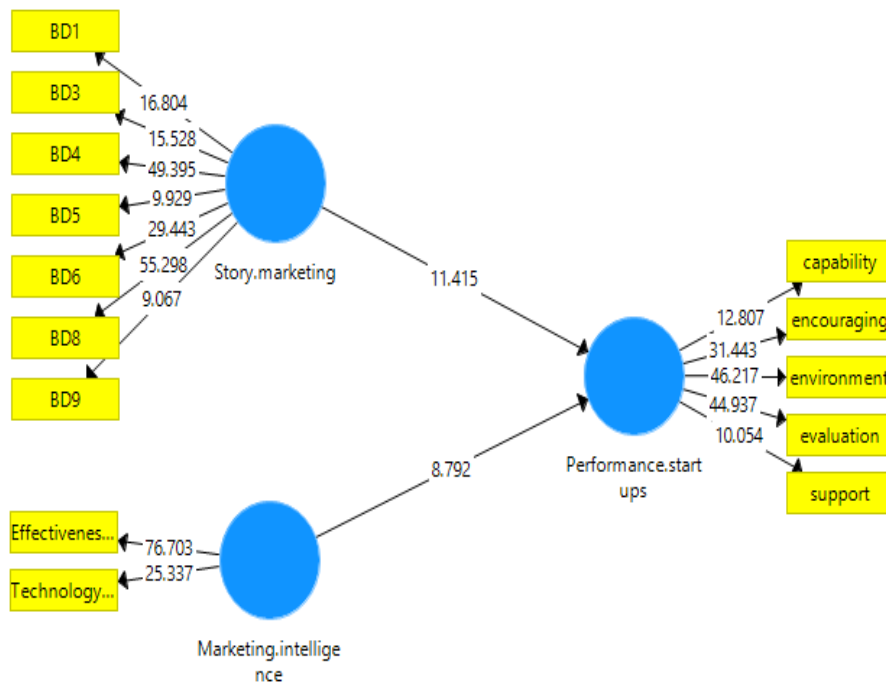 BD1
BD3
BD4
BD5
BD6
BD8
BD9
16.804
15.528
49.395
9.929
29.443
55.298
9.067
Story.marketing
11.415
8.792
Effectivenes...
Technology...
76.703
25.337
Marketing.intellige
nce
Performance.start
ups
12.807
31.443
46.217
44.937
10.054
capability
encouraging
environment
evaluation
support